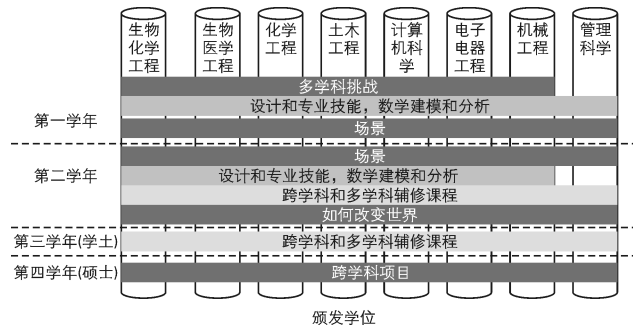 生物
化学
工程
生物
医学
工程
化学
工程
土木
工程
计算
机科
学
电子
电器
工程
机械
工程
管理
科学
多学科挑战
设计和专业技能，数学建模和分析
第一学年
场景
场景
第二学年
设计和专业技能，数学建模和分析
跨学科和多学科辅修课程
如何改变世界
第三学年(学士)
跨学科和多学科辅修课程
第四学年(硕士)
跨学科项目
颁发学位